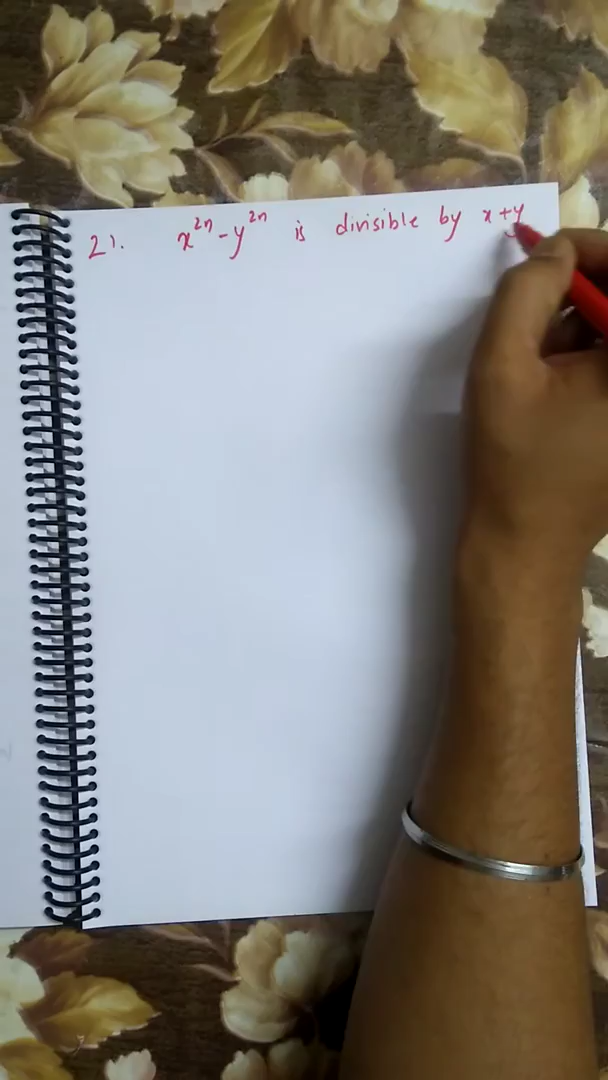 21. x^{2n} - y^{2n} is divisible by x + y